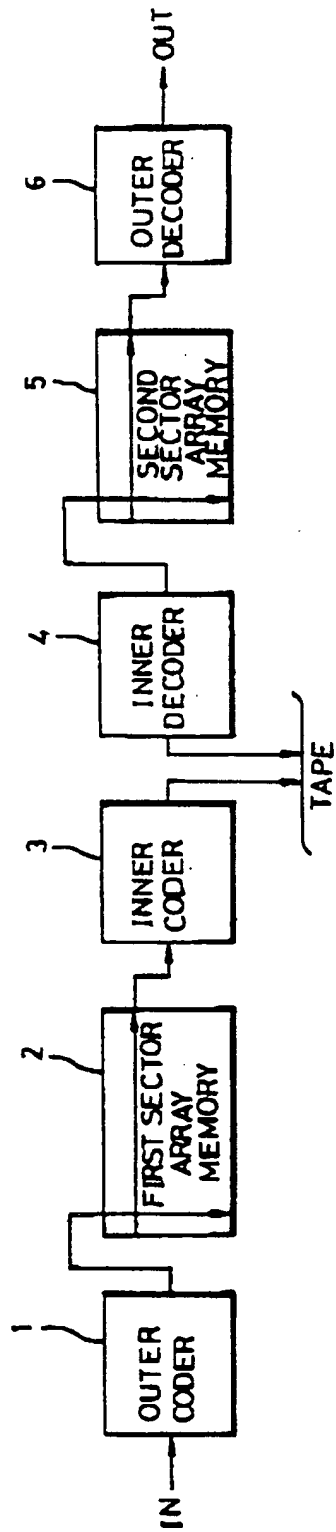 IN
1
OUTER
CODER
2
FIRST SECTOR
ARRAY
MEMORY
3
INNER
CODER
TAPE
4
INNER
DECODER
5
SECOND
SECTOR
ARRAY
MEMORY
6
OUTER
DECODER
OUT